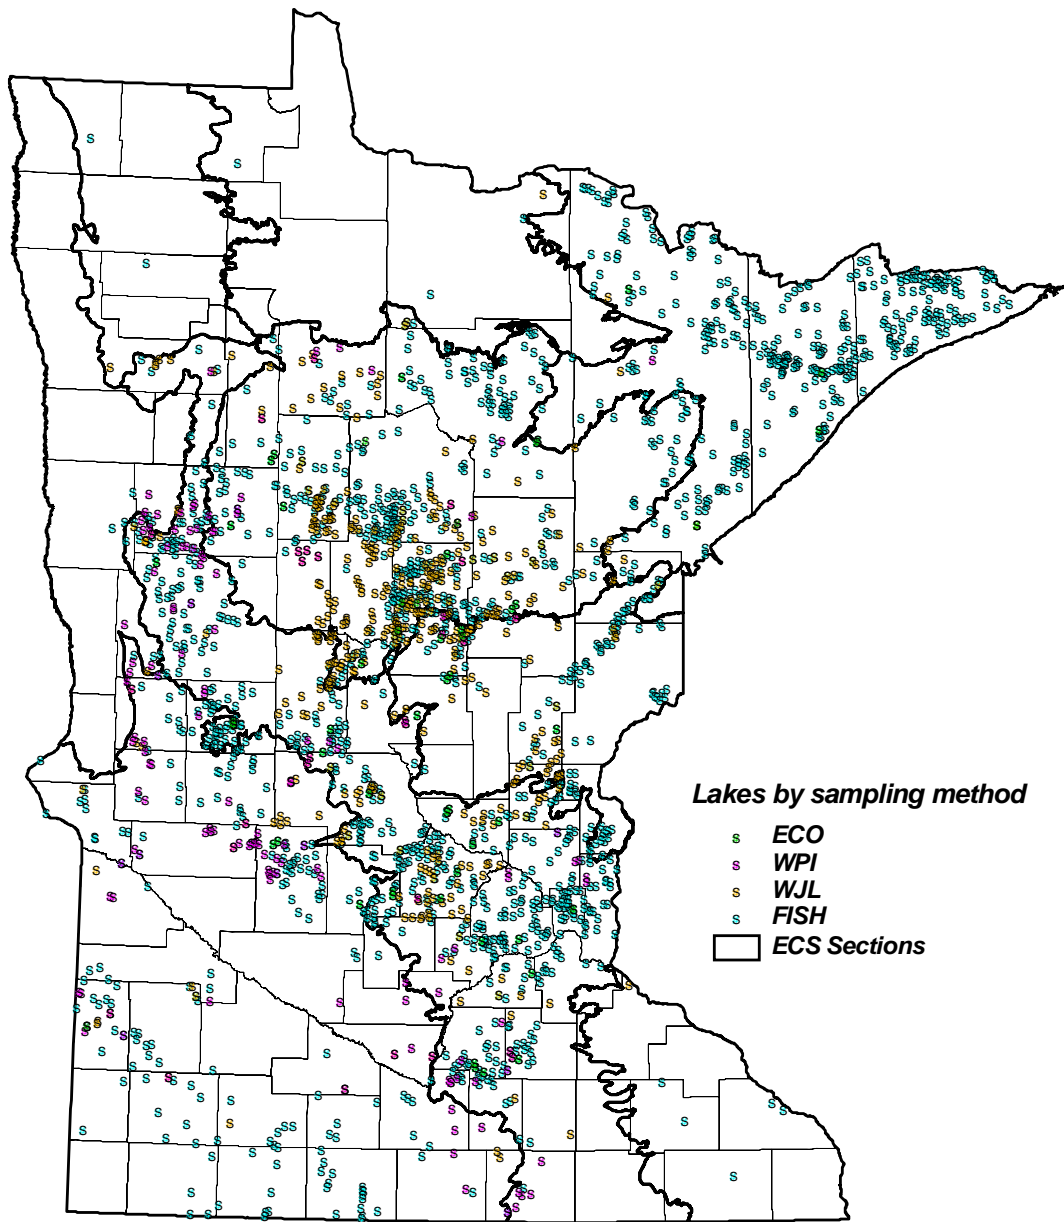 Lakes by sampling method
S ECO
S WPI
S WJL
S FISH
ECS Sections